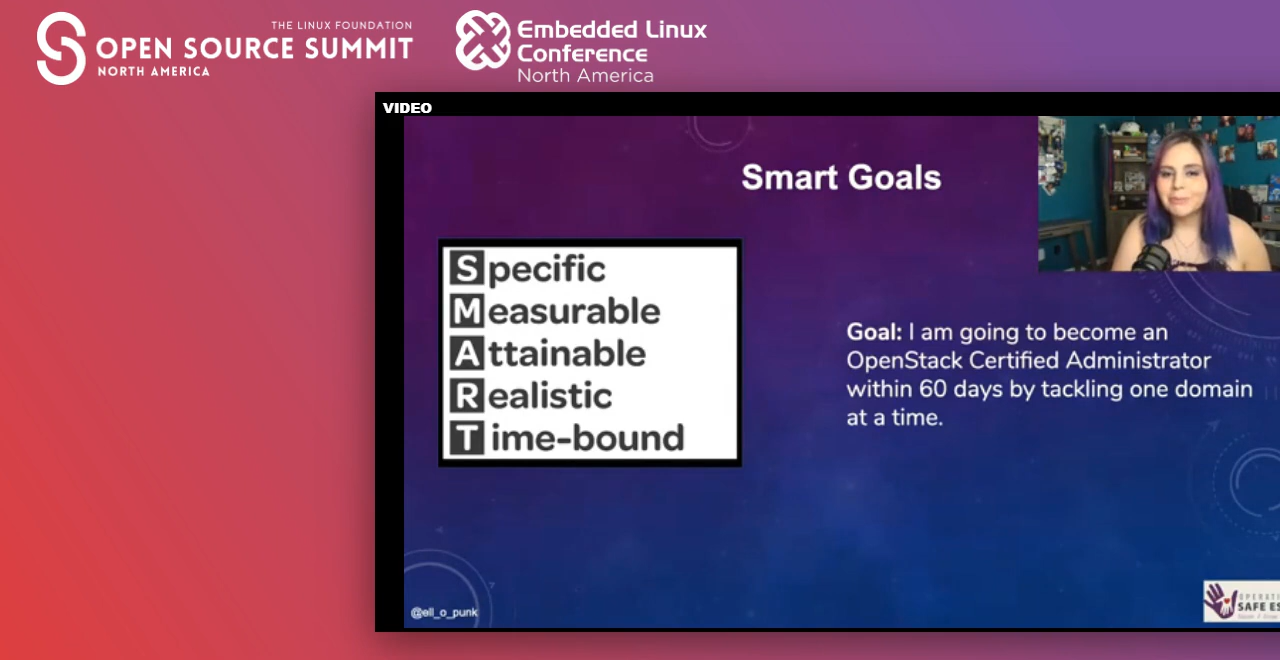 THE LINUX FOUNDATION
OPEN SOURCE SUMMIT
NORTH AMERICA
Embedded Linux
Conference
North America
VIDEO
Smart Goals
Specific
Measurable
Attainable
Realistic
Time-bound
Goal: I am going to become an
OpenStack Certified Administrator
within 60 days by tackling one domain
at a time.
@ell_o_punk
SAFE ES